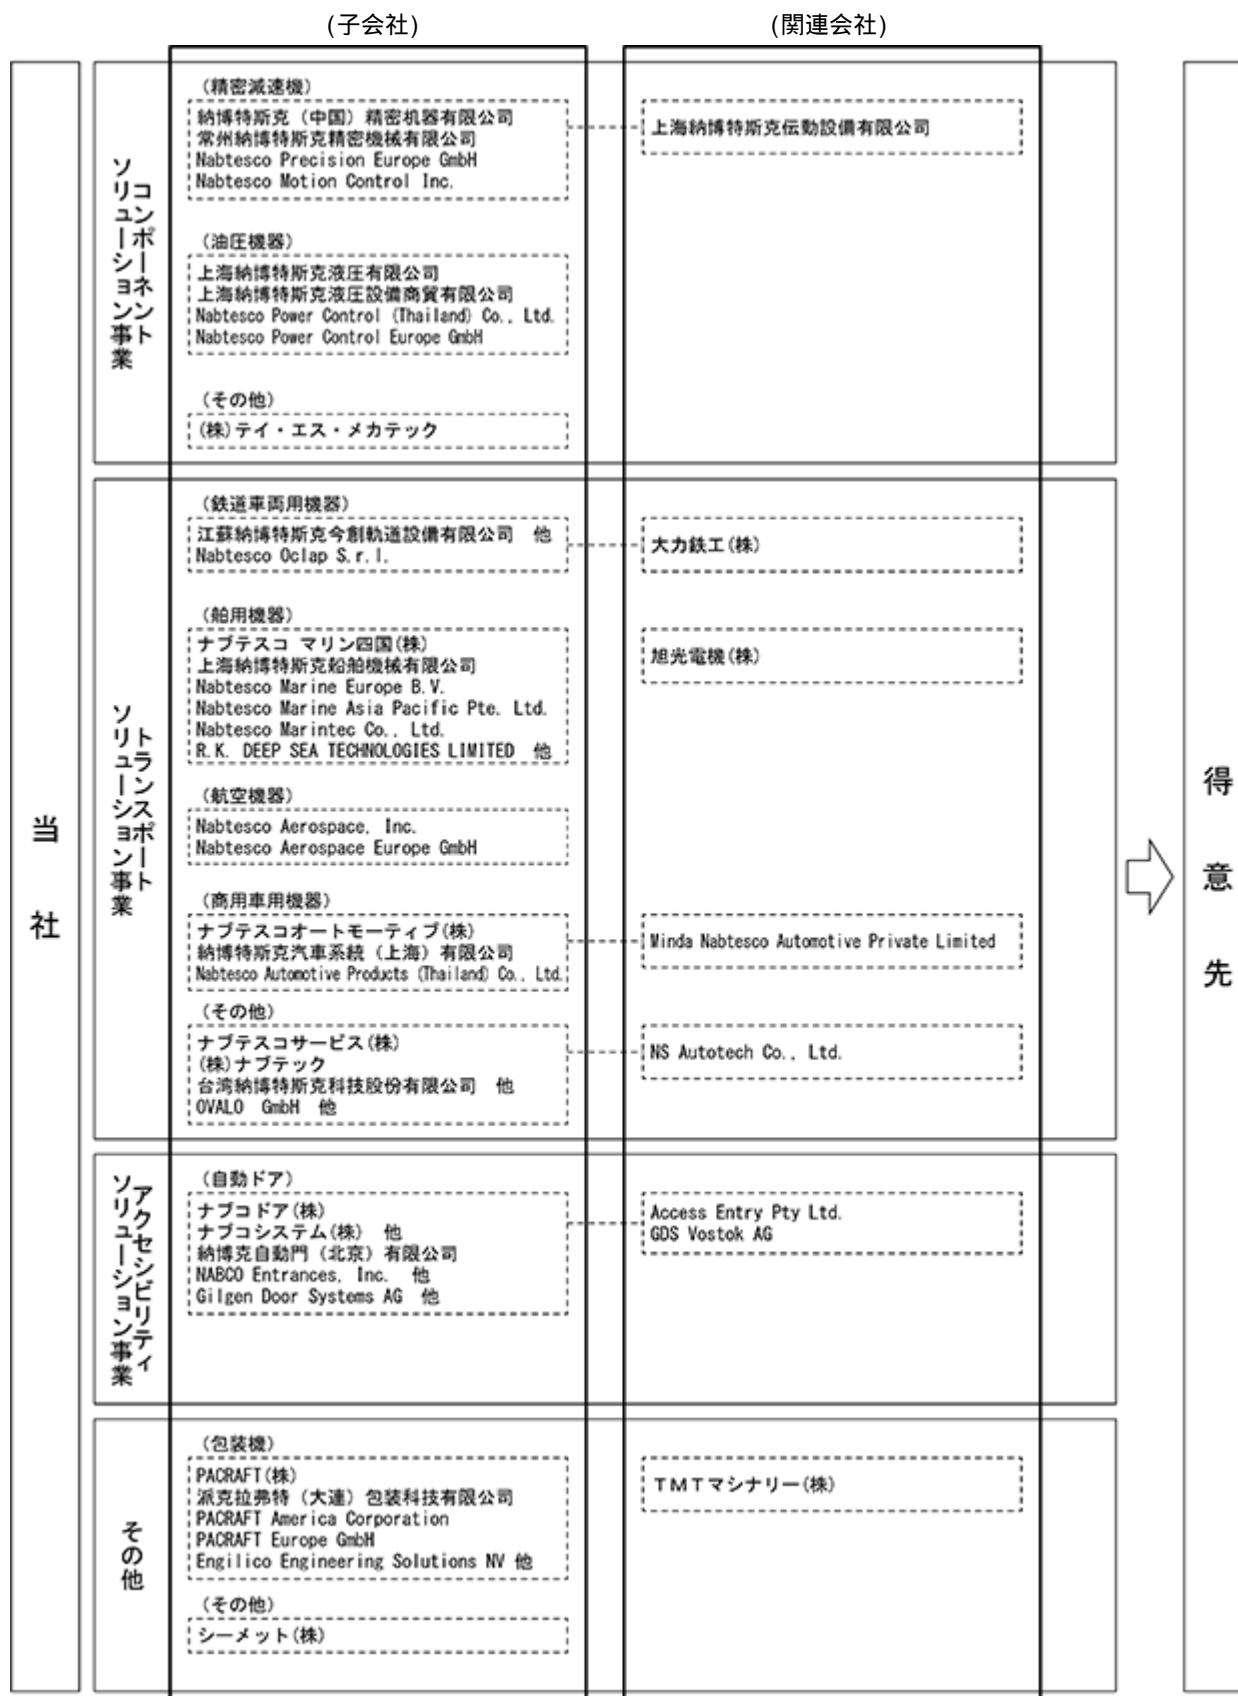 (子会社)
(関連会社)
当社
コンポーネント
ソリューション事業
(精密減速機)
納博特斯克（中国）精密机器有限公司
常州納博特斯克精密機械有限公司
Nabtesco Precision Europe GmbH
Nabtesco Motion Control Inc.
上海納博特斯克伝動設備有限公司
(油圧機器)
上海納博特斯克液圧有限公司
上海納博特斯克液圧設備商貿有限公司
Nabtesco Power Control (Thailand) Co., Ltd.
Nabtesco Power Control Europe GmbH
(その他)
(株)テイ・エス・メカテック
トランスポート
ソリューション事業
(鉄道車両用機器)
江蘇納博特斯克今創軌道設備有限公司　他
Nabtesco Oclap S.r.l.
大力鉄工(株)
(舶用機器)
ナブテスコ マリン四国(株)
上海納博特斯克船舶機械有限公司
Nabtesco Marine Europe B.V.
Nabtesco Marine Asia Pacific Pte. Ltd.
Nabtesco Marintec Co., Ltd.
R.K. DEEP SEA TECHNOLOGIES LIMITED　他
旭光電機(株)
(航空機器)
Nabtesco Aerospace, Inc.
Nabtesco Aerospace Europe GmbH
(商用車用機器)
ナブテスコオートモーティブ(株)
納博特斯克汽車系統（上海）有限公司
Nabtesco Automotive Products (Thailand) Co., Ltd.
Minda Nabtesco Automotive Private Limited
(その他)
ナブテスコサービス(株)
(株)ナブテック
台湾納博特斯克科技股份有限公司　他
OVALO　GmbH　他
NS Autotech Co., Ltd.
アクセシビリティ
ソリューション事業
(自動ドア)
ナブコドア(株)
ナブコシステム(株)　他
納博克自動門（北京）有限公司
NABCO Entrances, Inc.　他
Gilgen Door Systems AG　他
Access Entry Pty Ltd.
GDS Vostok AG
その他
(包装機)
PACRAFT(株)
派克拉弗特（大連）包装科技有限公司
PACRAFT America Corporation
PACRAFT Europe GmbH
Engilico Engineering Solutions NV 他
ＴＭＴマシナリー(株)
(その他)
シーメット(株)
得意先